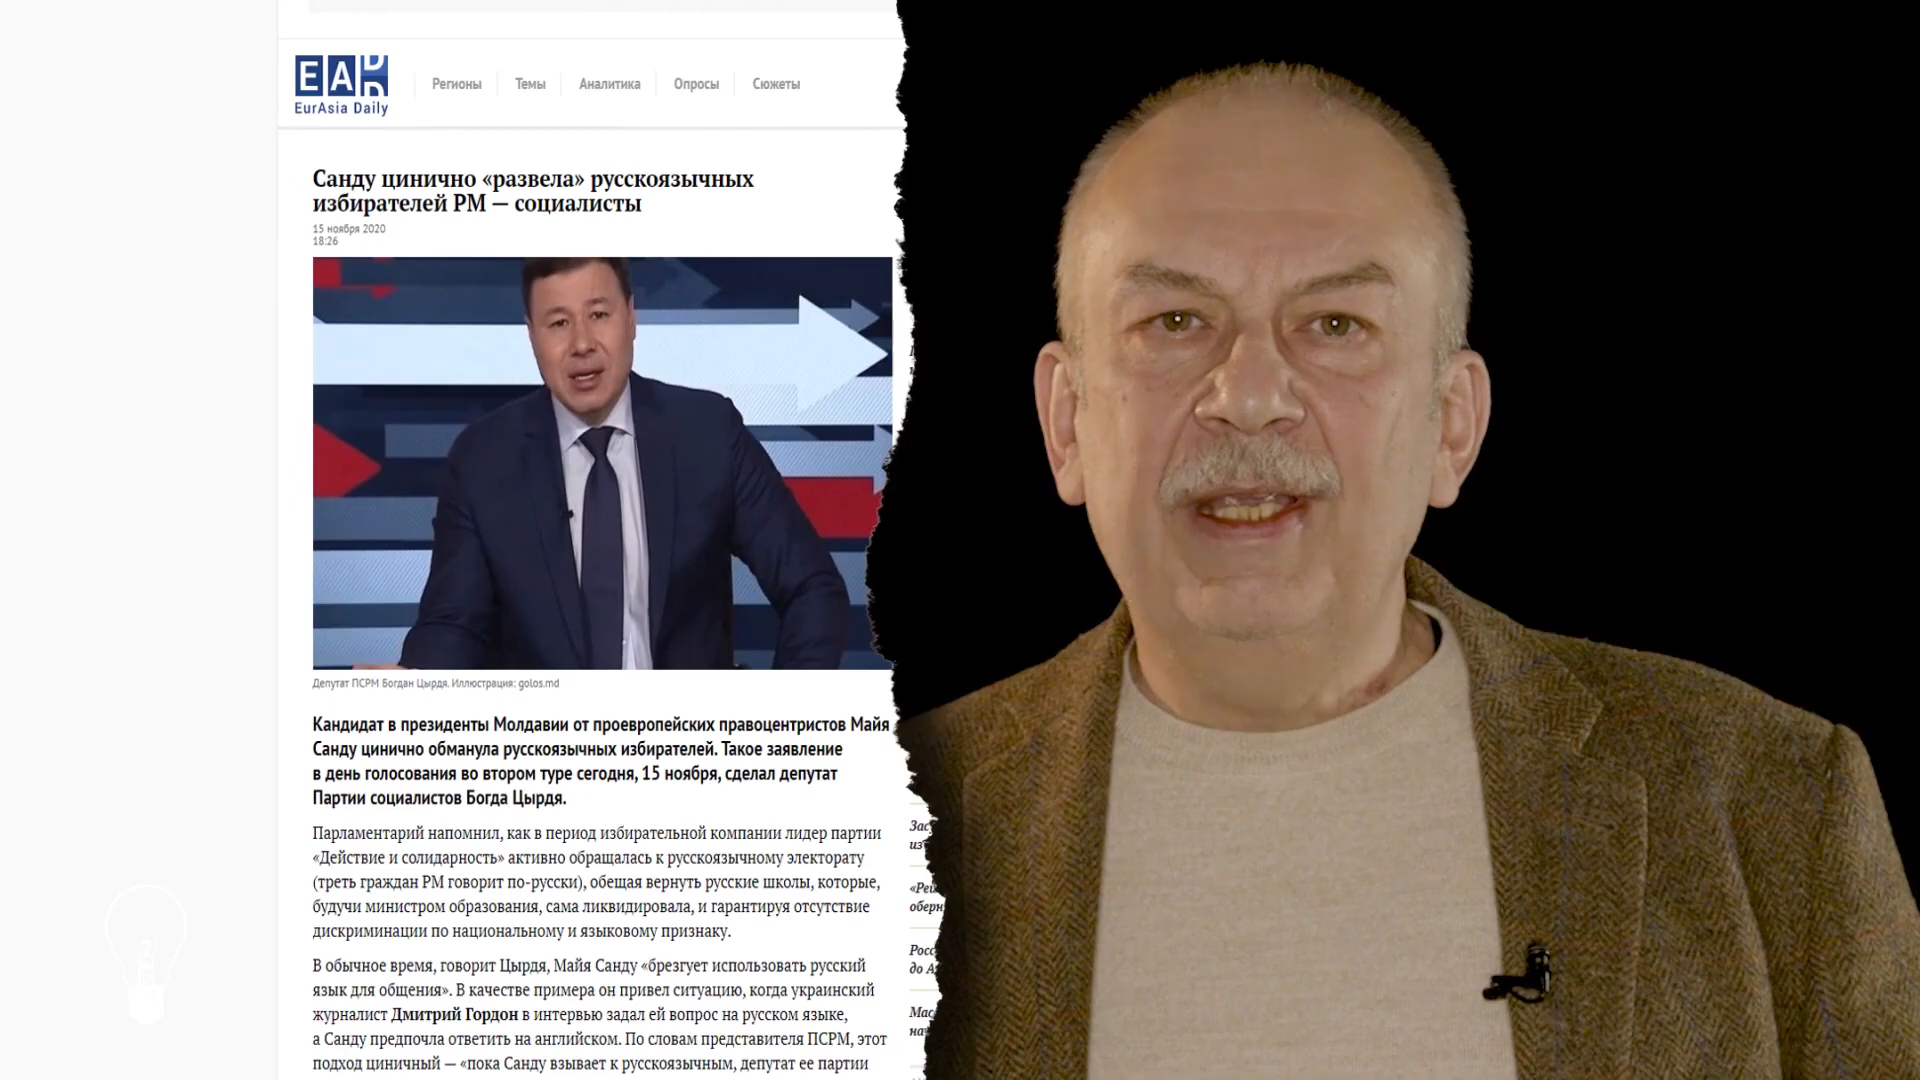 EAD
EurAsia Daily
Регионы
Темы
Аналитика
Опросы
Сюжеты
Санду цинично «развела» русскоязычных
избирателей РМ — социалисты
15 ноября 2020
18:26
Депутат ПСРМ Богдан Цырдя. Иллюстрация: golos.md
Кандидат в президенты Молдавии от проевропейских правоцентристов Майя
Санду цинично обманула русскоязычных избирателей. Такое заявление
в день голосования во втором туре сегодня, 15 ноября, сделал депутат
Партии социалистов Богда Цырдя.
Парламентарий напомнил, как в период избирательной компании лидер партии
«Действие и солидарность» активно обращалась к русскоязычному электорату
(треть граждан РМ говорит по-русски), обещая вернуть русские школы, которые,
будучи министром образования, сама ликвидировала, и гарантируя отсутствие
дискриминации по национальному и языковому признаку.
В обычное время, говорит Цырдя, Майя Санду «брезгует использовать русский
язык для общения». В качестве примера он привел ситуацию, когда украинский
журналист Дмитрий Гордон в интервью задал ей вопрос на русском языке,
а Санду предпочла ответить на английском. По словам представителя ПСРМ, этот
подход циничный — «пока Санду взывает к русскоязычным, депутат ее партии